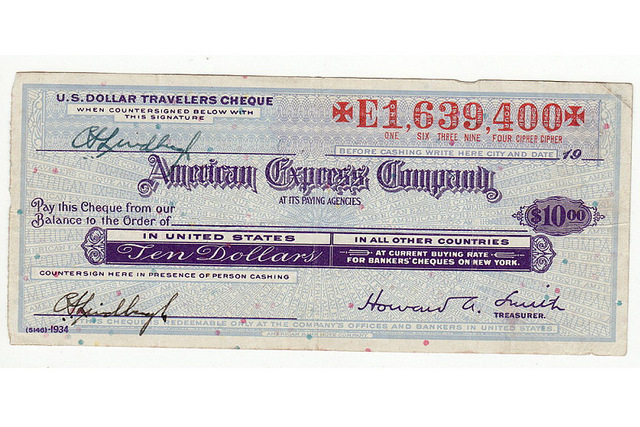 U.S. DOLLAR TRAVELERS CHEQUE
WHEN COUNTERSIGNED BELOW WITH
THIS SIGNATURE
E1,639,400
ONE SIX THREE NINE FOUR CIPHER CIPHER
BEFORE CASHING WRITE HERE CITY AND DATE 19
American Express Company
AT ITS PAYING AGENCIES
Pay this Cheque from our
Balance to the Order of
$10.00
IN UNITED STATES
Ten Dollars
IN ALL OTHER COUNTRIES
AT CURRENT BUYING RATE
FOR BANKERS' CHEQUES ON NEW YORK.
COUNTERSIGN HERE IN PRESENCE OF PERSON CASHING
Howard A. Smith
TREASURER.
THIS CHEQUE IS REDEEMABLE ONLY AT THE COMPANY'S OFFICES AND BANKERS IN UNITED STATES.
(5146)-1934